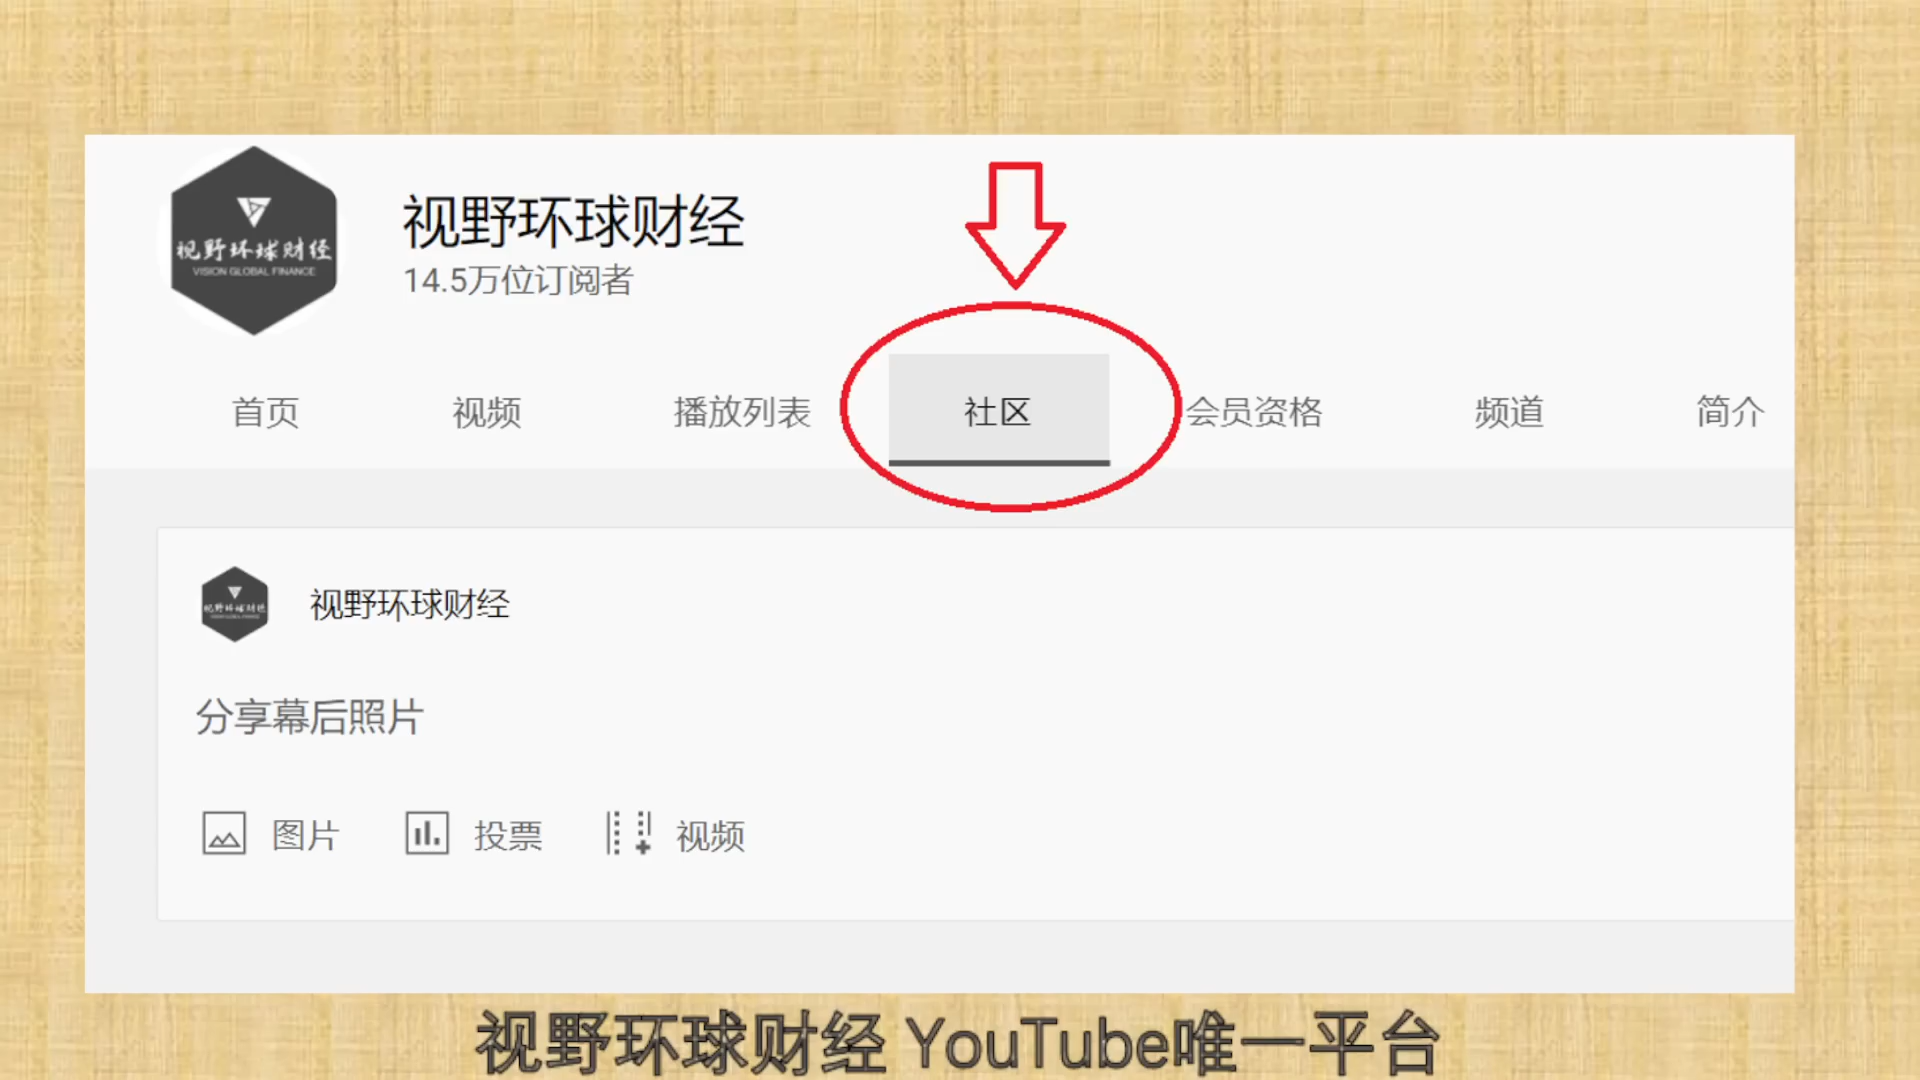 视野环球财经
VISION GLOBAL FINANCE
视野环球财经
14.5万位订阅者
首页 视频 播放列表 社区 会员资格 频道 简介
视野环球财经
分享幕后照片
图片 投票 视频
视野环球财经 YouTube唯一平台